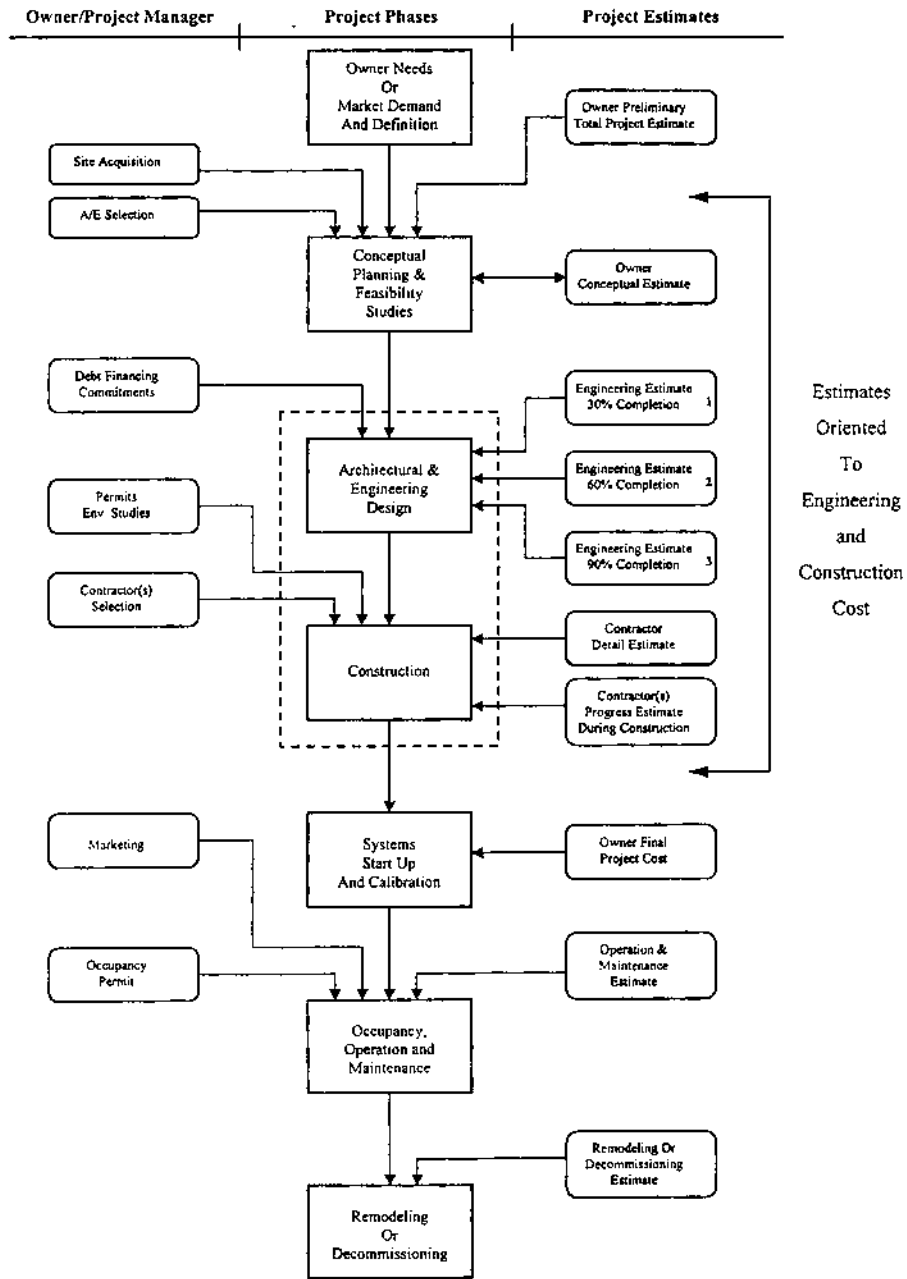 Owner/Project Manager
Project Phases
Project Estimates
Owner Needs
Or
Market Demand
And Definition
Owner Preliminary
Total Project Estimate
Site Acquisition
A/E Selection
Conceptual
Planning &
Feasibility
Studies
Owner
Conceptual Estimate
Debt Financing
Commitments
Engineering Estimate
30% Completion 1
Architectural &
Engineering
Design
Engineering Estimate
60% Completion 2
Permits
Env. Studies
Engineering Estimate
90% Completion 3
Contractor(s)
Selection
Construction
Contractor
Detail Estimate
Contractor(s)
Progress Estimate
During Construction
Estimates
Oriented
To
Engineering
and
Construction
Cost
Marketing
Systems
Start Up
And Calibration
Owner Final
Project Cost
Occupancy
Permit
Operation &
Maintenance
Estimate
Occupancy,
Operation and
Maintenance
Remodeling Or
Decommissioning
Estimate
Remodeling
Or
Decommissioning